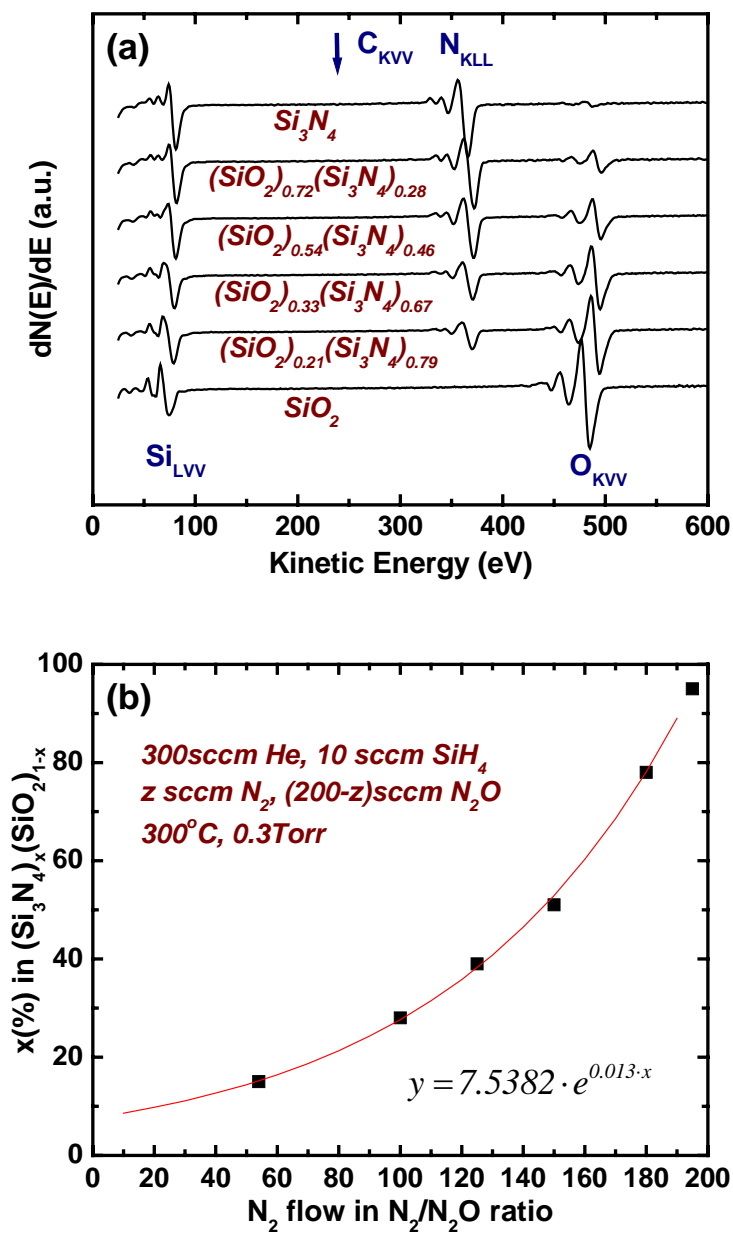 (a)
C_KVV
N_KLL
Si_3N_4
(SiO_2)_0.72(Si_3N_4)_0.28
(SiO_2)_0.54(Si_3N_4)_0.46
(SiO_2)_0.33(Si_3N_4)_0.67
(SiO_2)_0.21(Si_3N_4)_0.79
SiO_2
Si_LVV
O_KVV
dN(E)/dE (a.u.)
0 100 200 300 400 500 600
Kinetic Energy (eV)
(b)
300sccm He, 10 sccm SiH_4
z sccm N_2, (200-z)sccm N_2O
300°C, 0.3Torr
y = 7.5382 · e^0.013·x
x(%) in (Si_3N_4)_x(SiO_2)_1-x
100
80
60
40
20
0
0 20 40 60 80 100 120 140 160 180 200
N_2 flow in N_2/N_2O ratio